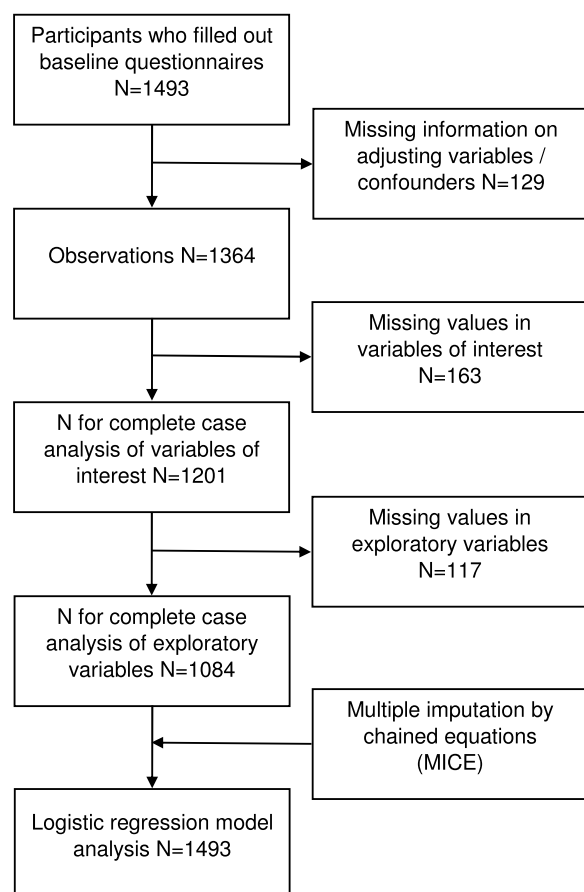 Participants who filled out
baseline questionnaires
N=1493
Missing information on
adjusting variables /
confounders N=129
Observations N=1364
Missing values in
variables of interest
N=163
N for complete case
analysis of variables of
interest N=1201
Missing values in
exploratory variables
N=117
N for complete case
analysis of exploratory
variables N=1084
Multiple imputation by
chained equations
(MICE)
Logistic regression model
analysis N=1493